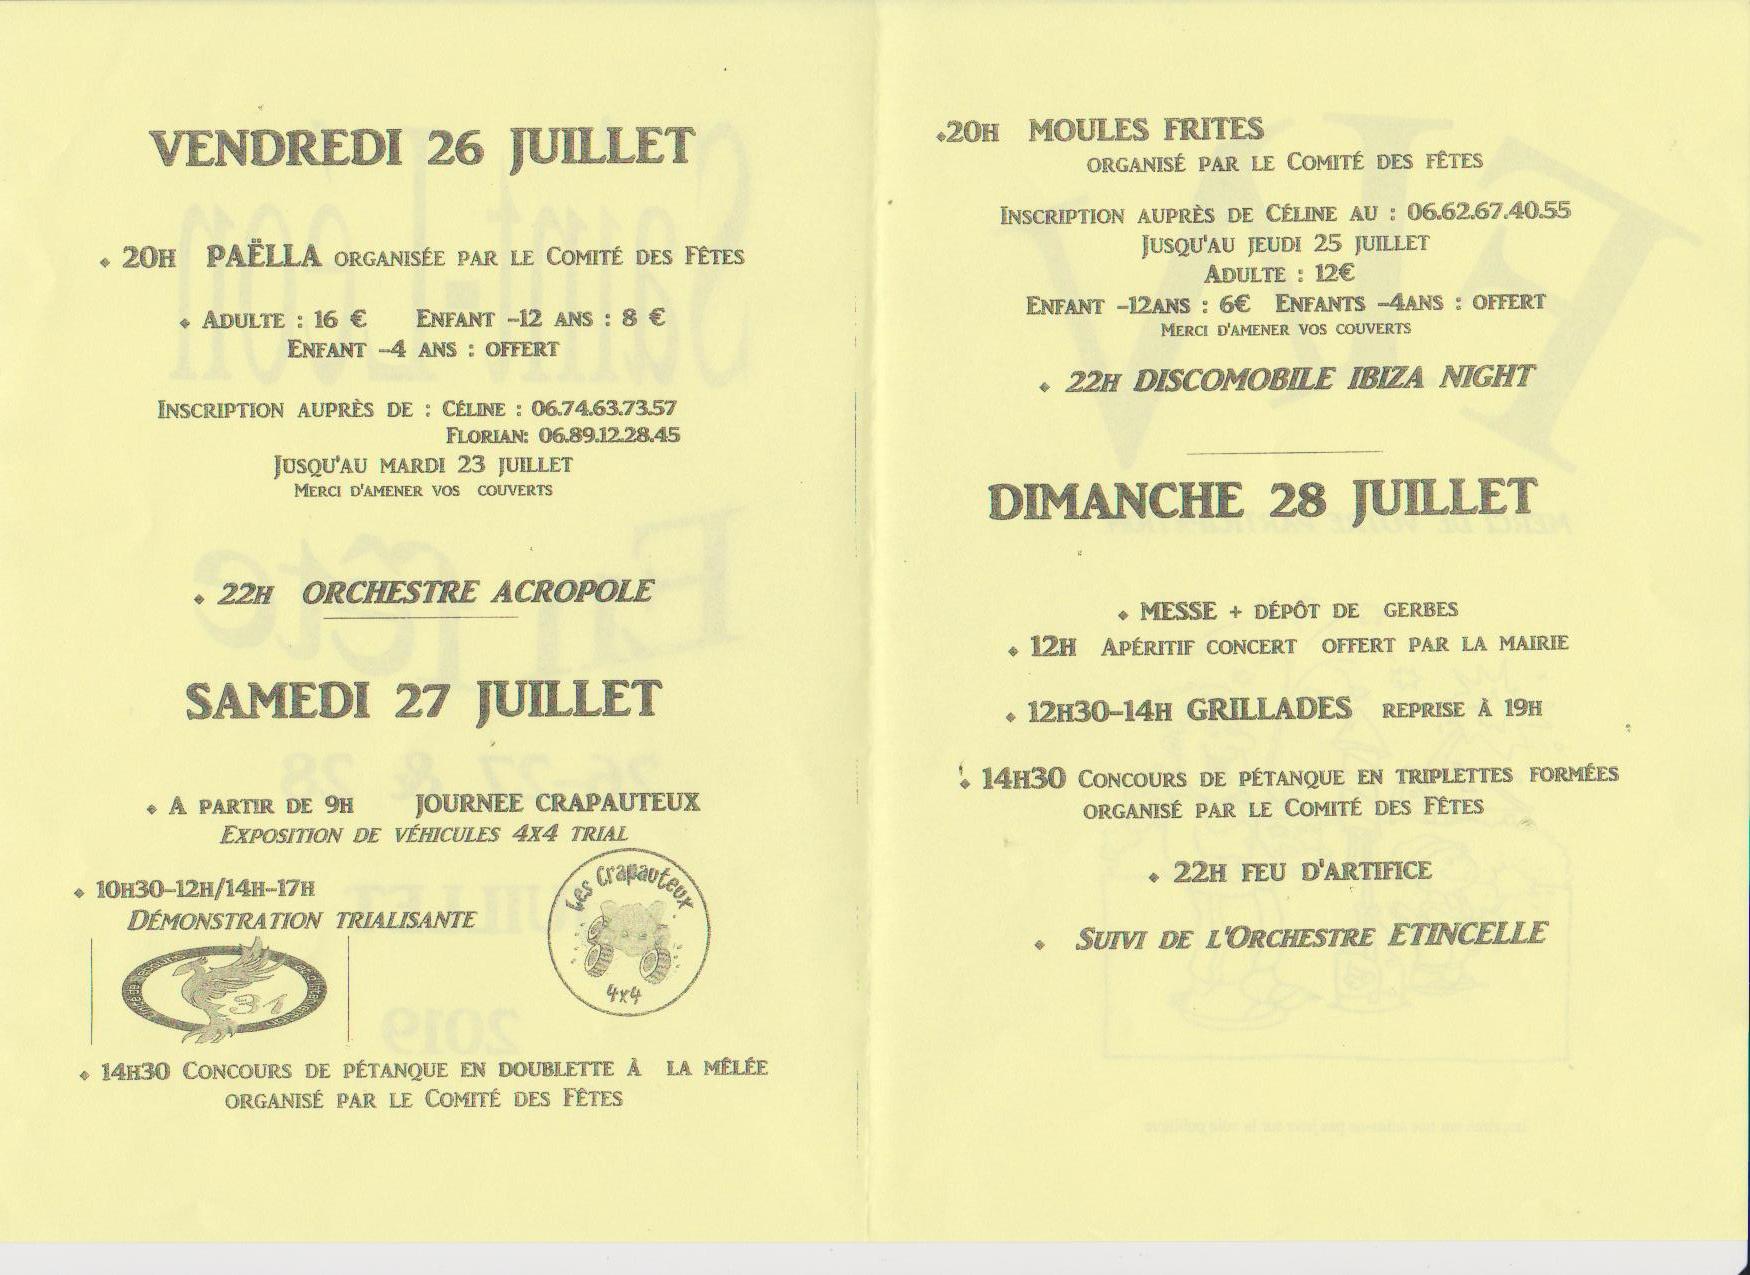 VENDREDI 26 JUILLET
20H PAËLLA ORGANISÉE PAR LE COMITÉ DES FÊTES
ADULTE : 16 € ENFANT -12 ANS : 8 €
ENFANT -4 ANS : OFFERT
INSCRIPTION AUPRÈS DE : CÉLINE : 06.74.63.73.57
FLORIAN: 06.89.12.28.45
JUSQU'AU MARDI 23 JUILLET
MERCI D'AMENER VOS COUVERTS
22H ORCHESTRE ACROPOLE
SAMEDI 27 JUILLET
A PARTIR DE 9H JOURNEE CRAPAUTEUX
EXPOSITION DE VÉHICULES 4X4 TRIAL
10H30-12H/14H-17H
DÉMONSTRATION TRIALISANTE
Les Crapauteux
4x4
31
14H30 CONCOURS DE PÉTANQUE EN DOUBLETTE À LA MÊLÉE
ORGANISÉ PAR LE COMITÉ DES FÊTES
20H MOULES FRITES
ORGANISÉ PAR LE COMITÉ DES FÊTES
INSCRIPTION AUPRÈS DE CÉLINE AU : 06.62.67.40.55
JUSQU'AU JEUDI 25 JUILLET
ADULTE : 12€
ENFANT -12ANS : 6€ ENFANTS -4ANS : OFFERT
MERCI D'AMENER VOS COUVERTS
22H DISCOMOBILE IBIZA NIGHT
DIMANCHE 28 JUILLET
MESSE + DÉPÔT DE GERBES
12H APÉRITIF CONCERT OFFERT PAR LA MAIRIE
12H30-14H GRILLADES REPRISE À 19H
14H30 CONCOURS DE PÉTANQUE EN TRIPLETTES FORMÉES
ORGANISÉ PAR LE COMITÉ DES FÊTES
22H FEU D'ARTIFICE
SUIVI DE L'ORCHESTRE ETINCELLE